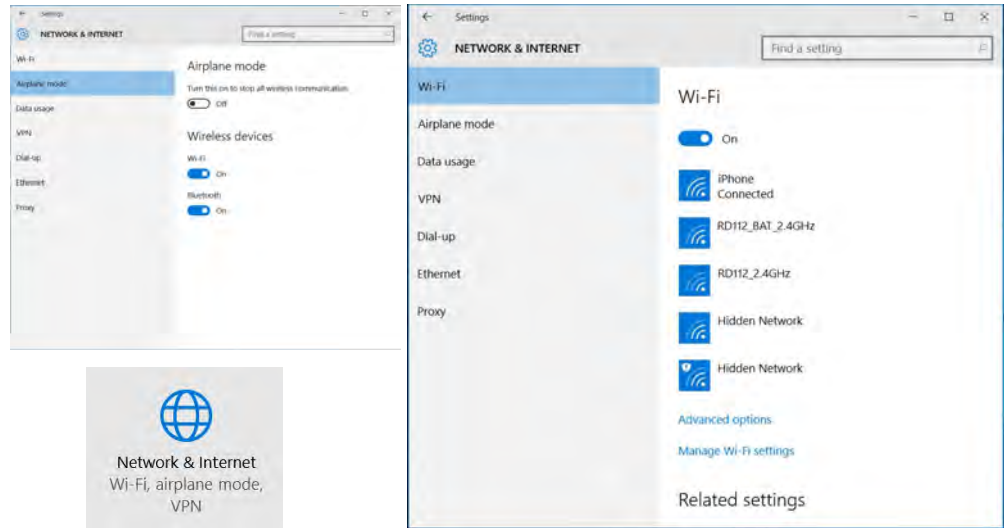 Settings
NETWORK & INTERNET
Find a setting
Wi-Fi
Airplane mode
Data usage
VPN
Dial-up
Ethernet
Proxy
Airplane mode
Turn this on to stop all wireless communication.
Off
Wireless devices
Wi-Fi
On
Bluetooth
On
Network & Internet
Wi-Fi, airplane mode,
VPN
Settings
NETWORK & INTERNET
Find a setting
Wi-Fi
Airplane mode
Data usage
VPN
Dial-up
Ethernet
Proxy
Wi-Fi
On
iPhone
Connected
RD112_BAT_2.4GHz
RD112_2.4GHz
Hidden Network
Hidden Network
Advanced options
Manage Wi-Fi settings
Related settings